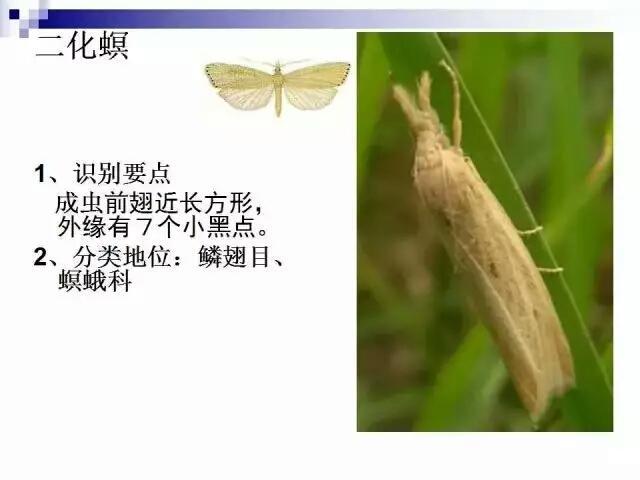 二化螟
1、识别要点
成虫前翅近长方形，
外缘有７个小黑点。
2、分类地位：鳞翅目、
螟蛾科